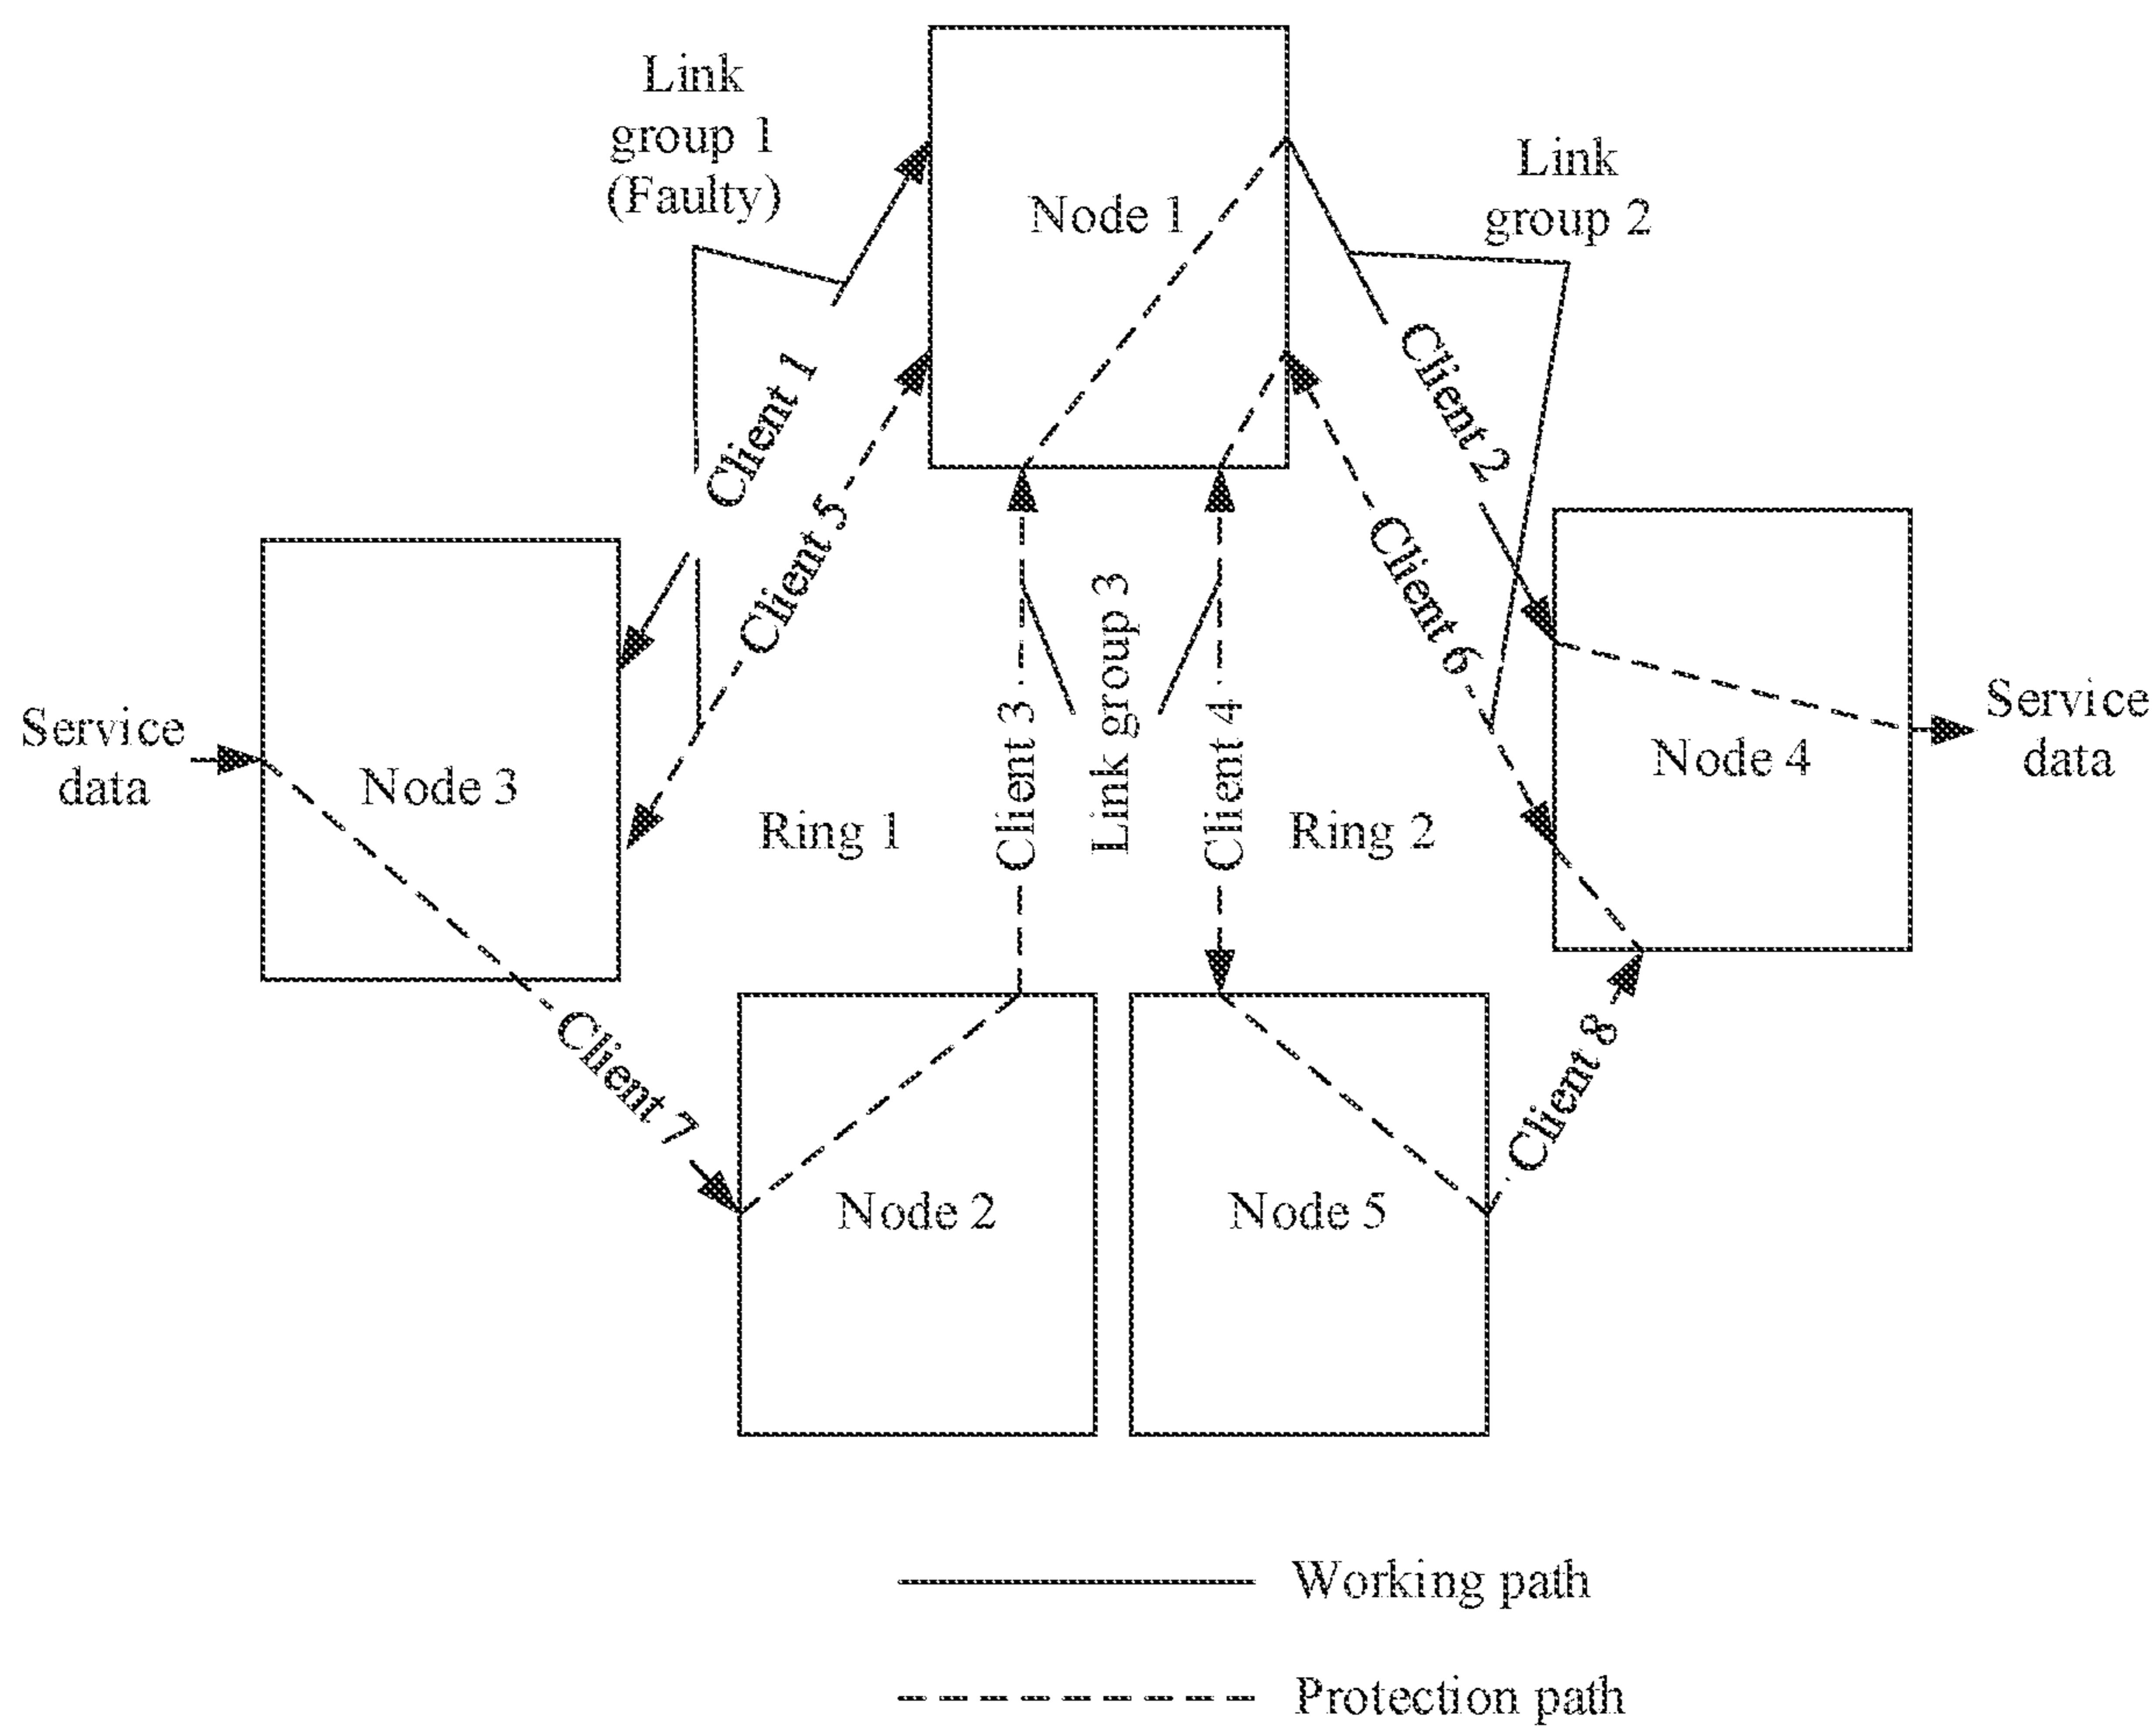 Link
group 1
(Faulty)
Link
group 2
Node 1
Client 1
Client 2
Client 5
Client 6
Client 3
Link group 3
Client 4
Service
data
Node 3
Ring 1
Ring 2
Node 4
Service
data
Client 7
Client 8
Node 2
Node 5
Working path
Protection path